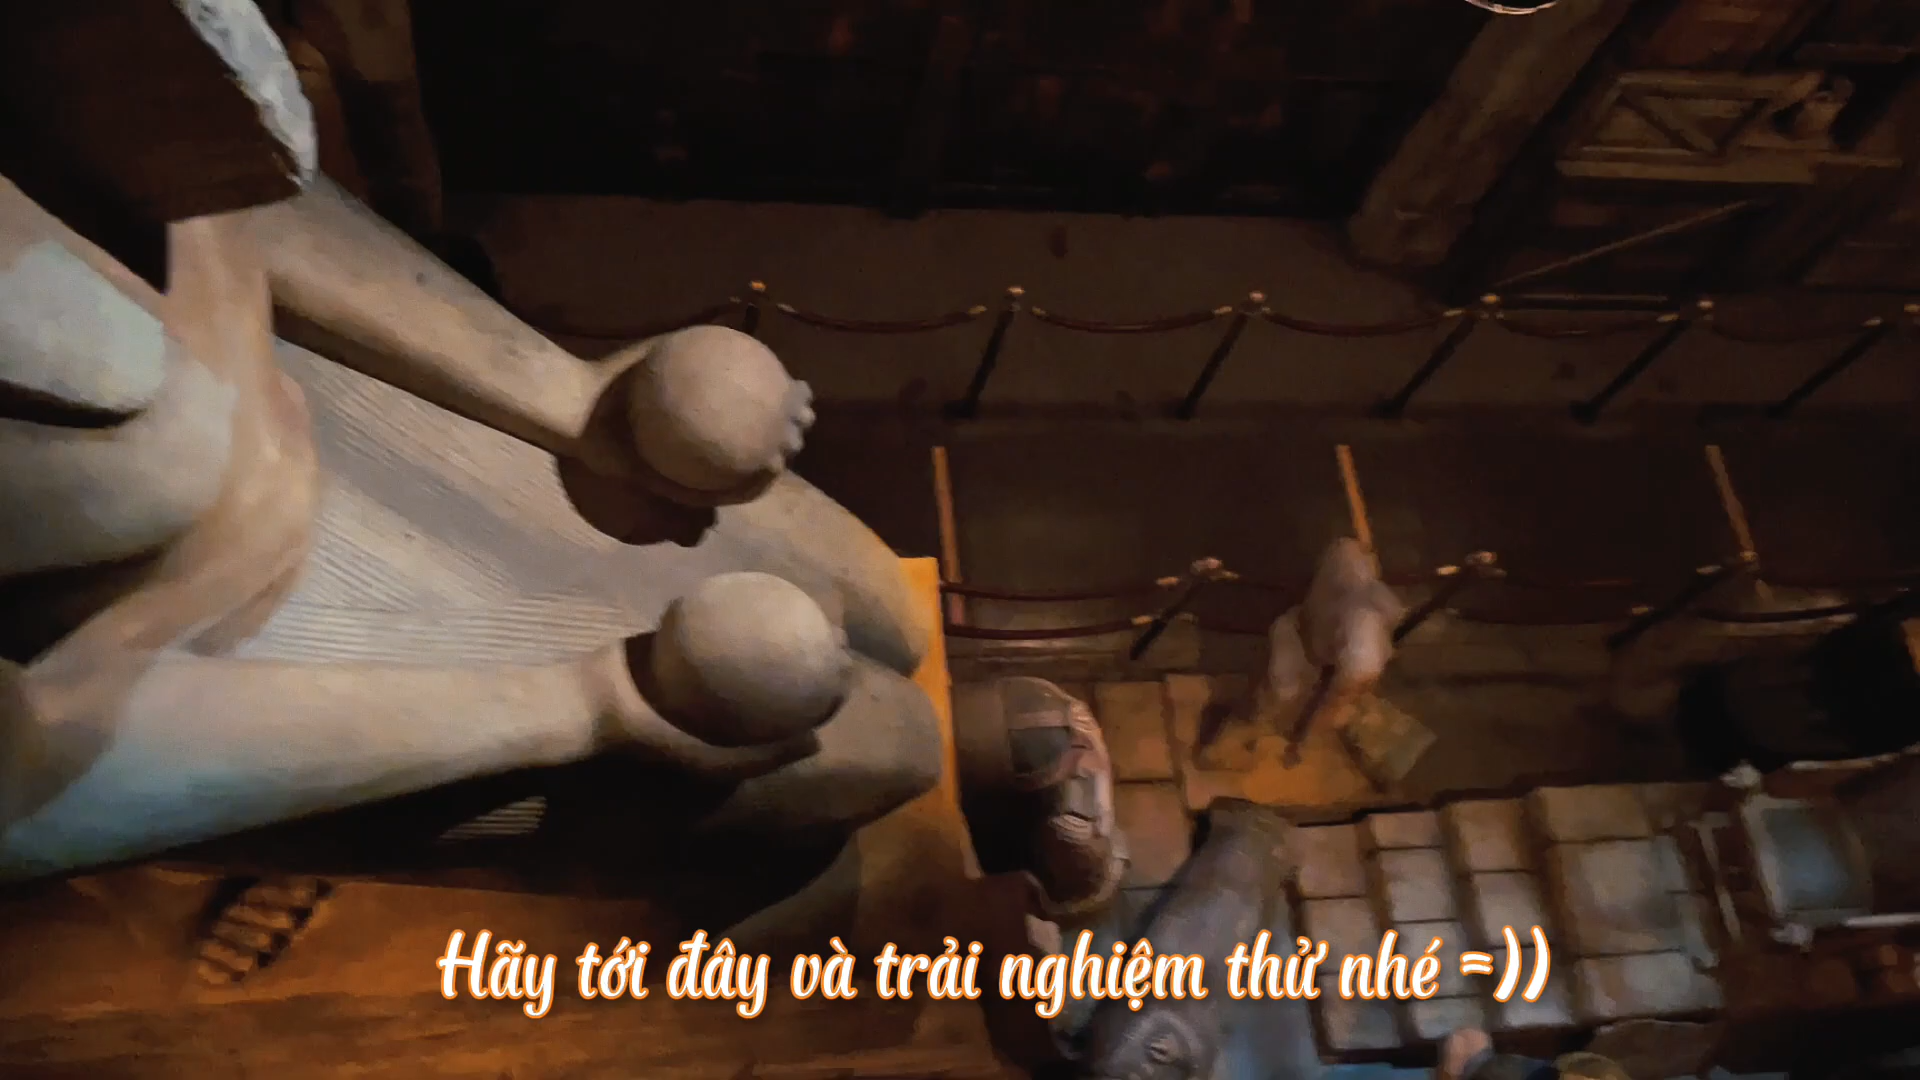 Hãy tới đây và trải nghiệm thử nhé =))